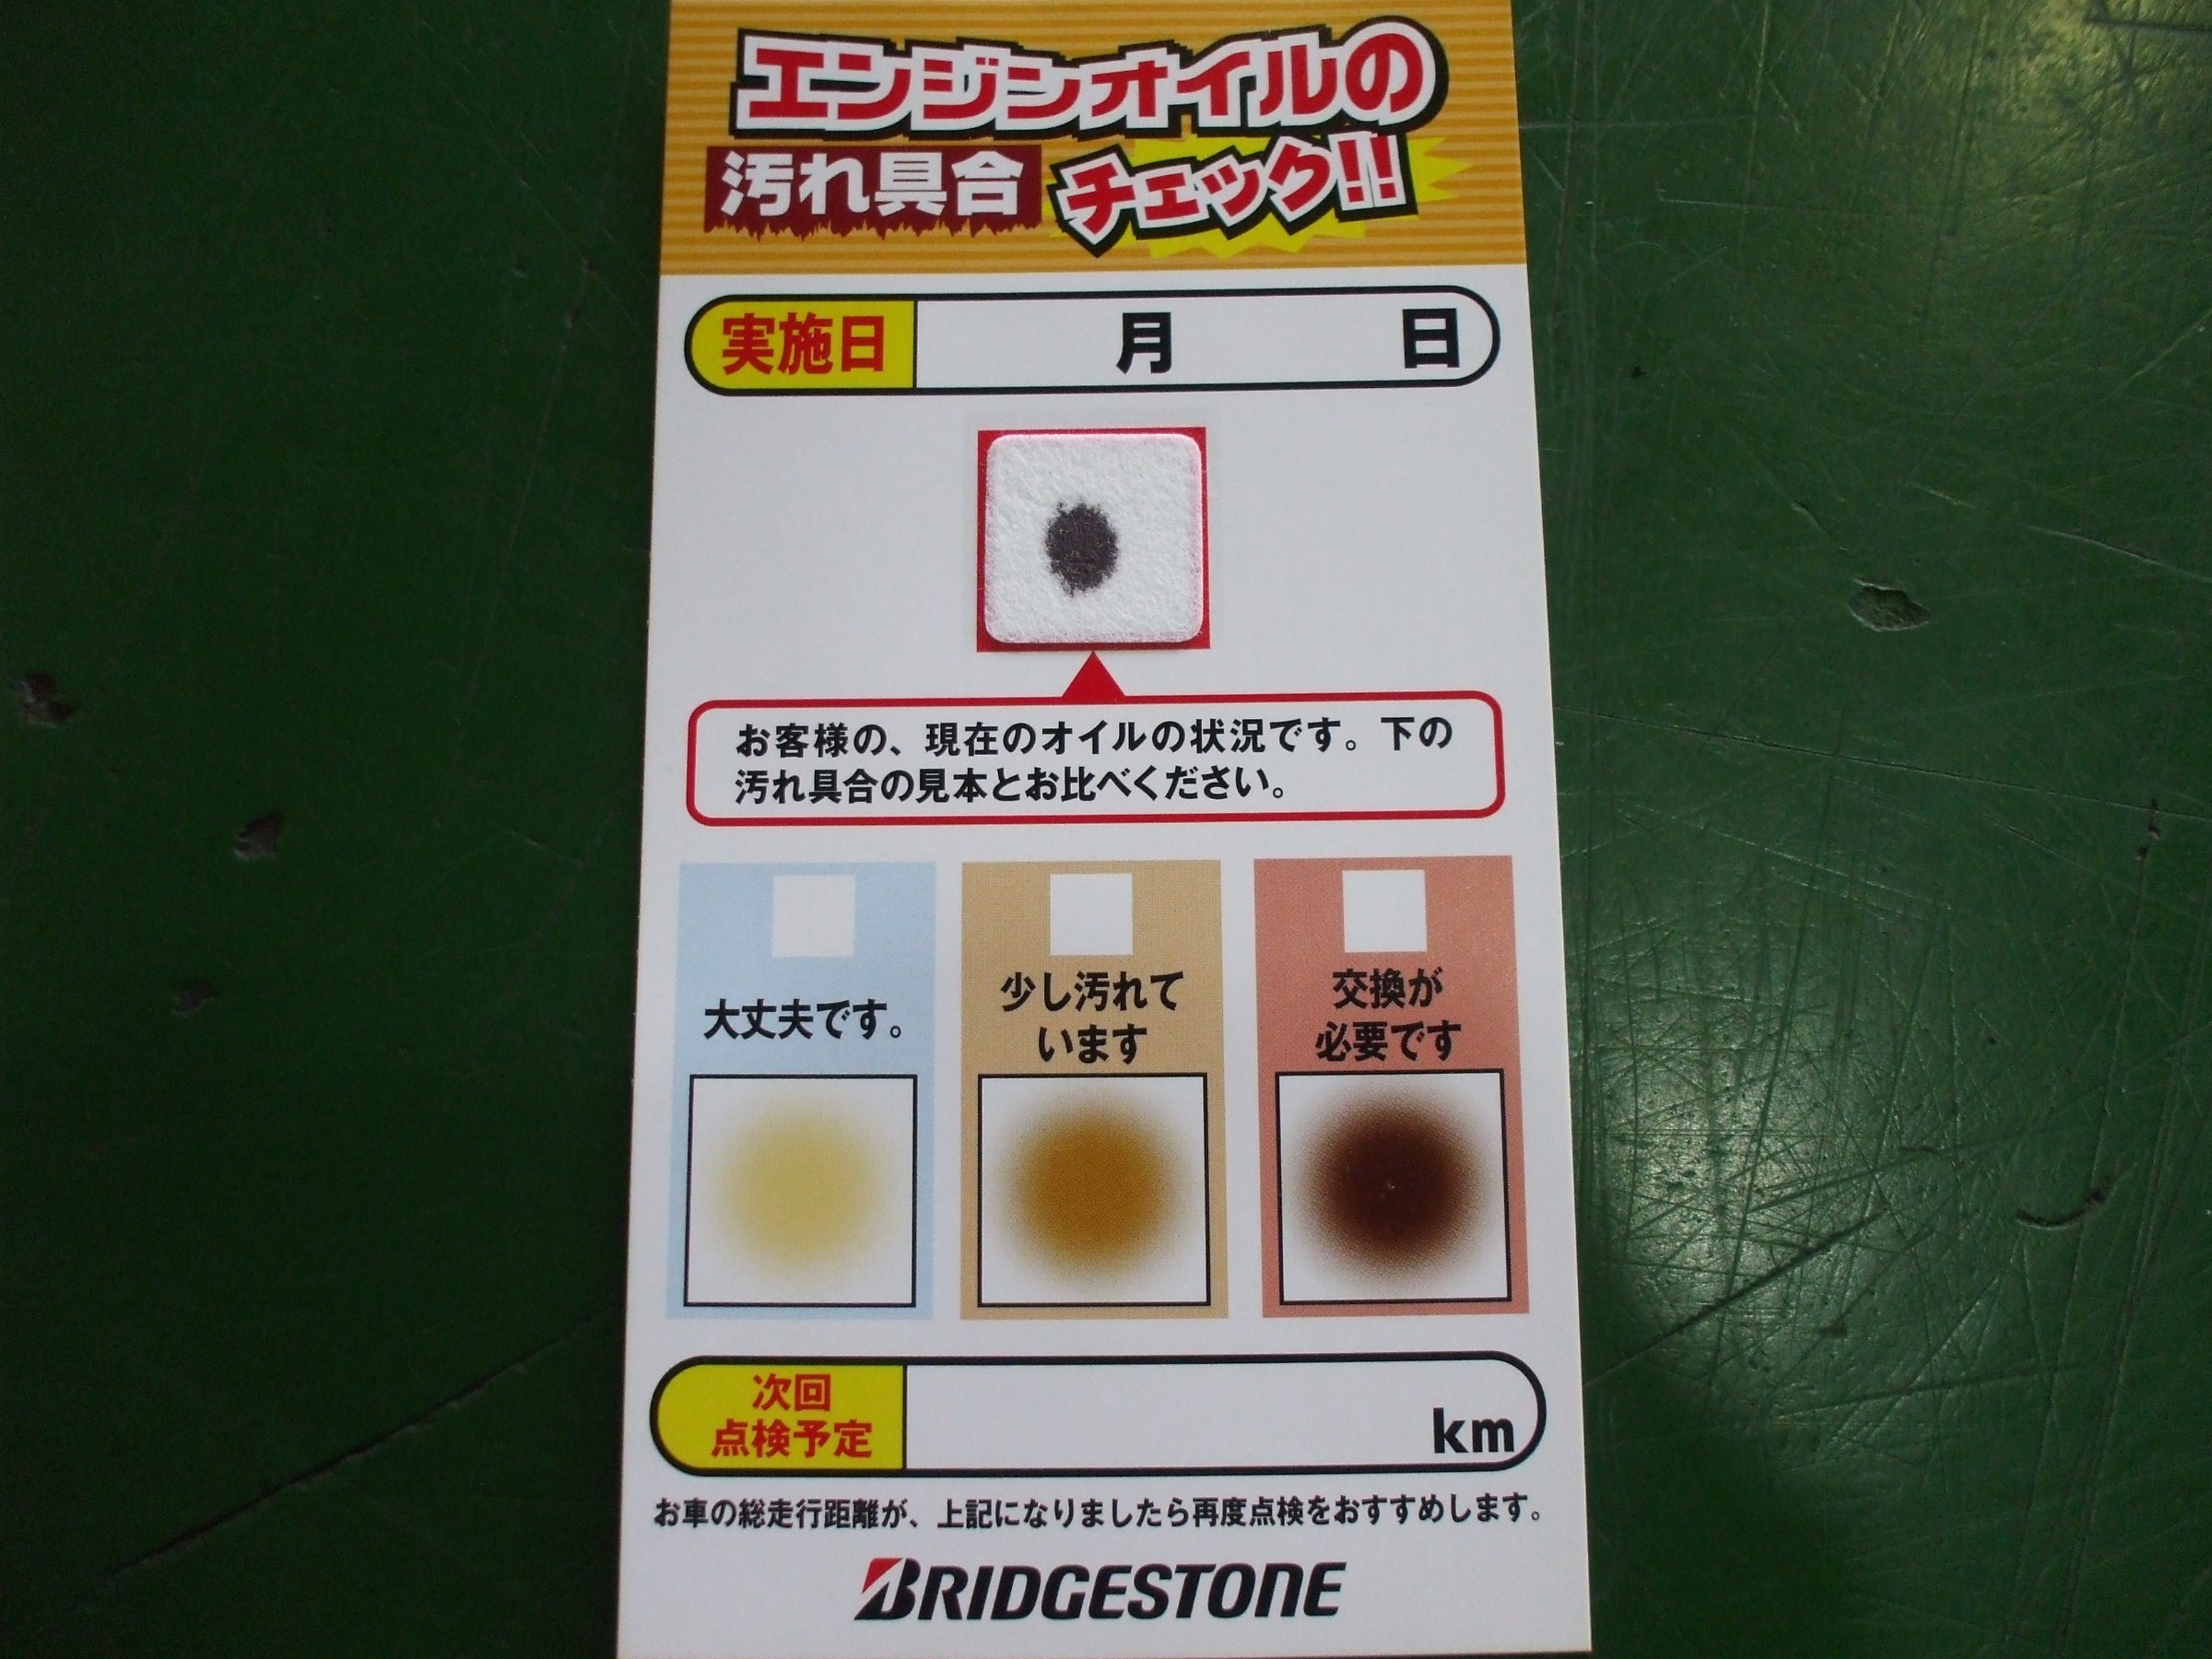 エンジンオイルの
汚れ具合 チェック!!
実施日 月 日
お客様の、現在のオイルの状況です。下の
汚れ具合の見本とお比べください。
大丈夫です。
少し汚れて
います
交換が
必要です
次回
点検予定
km
お車の総走行距離が、上記になりましたら再度点検をおすすめします。
BRIDGESTONE